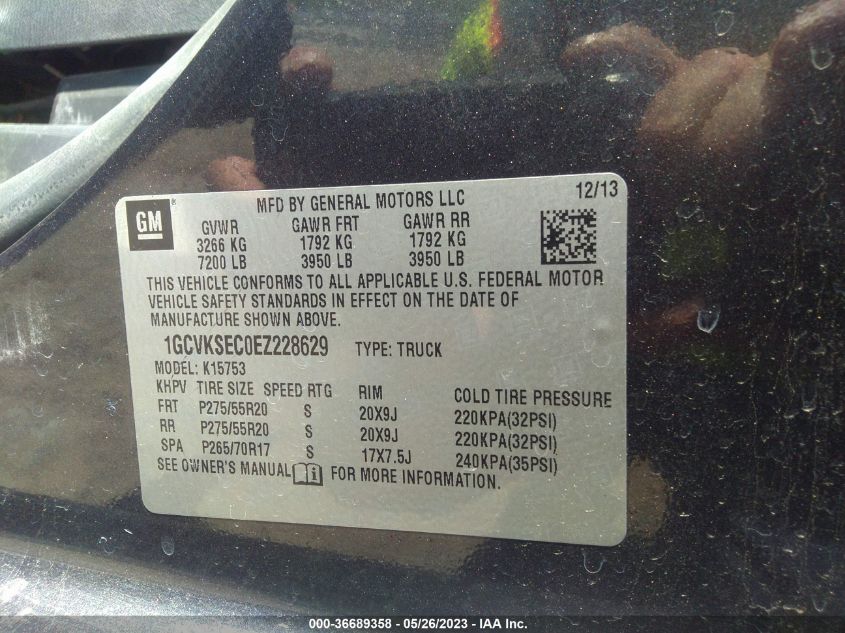 GM
MFD BY GENERAL MOTORS LLC 12/13
GVWR GAWR FRT GAWR RR
3266 KG 1792 KG 1792 KG
7200 LB 3950 LB 3950 LB
THIS VEHICLE CONFORMS TO ALL APPLICABLE U.S. FEDERAL MOTOR
VEHICLE SAFETY STANDARDS IN EFFECT ON THE DATE OF
MANUFACTURE SHOWN ABOVE.
1GCVKSEC0EZ228629 TYPE: TRUCK
MODEL: K15753
KHPV TIRE SIZE SPEED RTG RIM COLD TIRE PRESSURE
FRT P275/55R20 S 20X9J 220KPA(32PSI)
RR P275/55R20 S 20X9J 220KPA(32PSI)
SPA P265/70R17 S 17X7.5J 240KPA(35PSI)
SEE OWNER'S MANUAL FOR MORE INFORMATION.
000-36689358 - 05/26/2023 - IAA Inc.